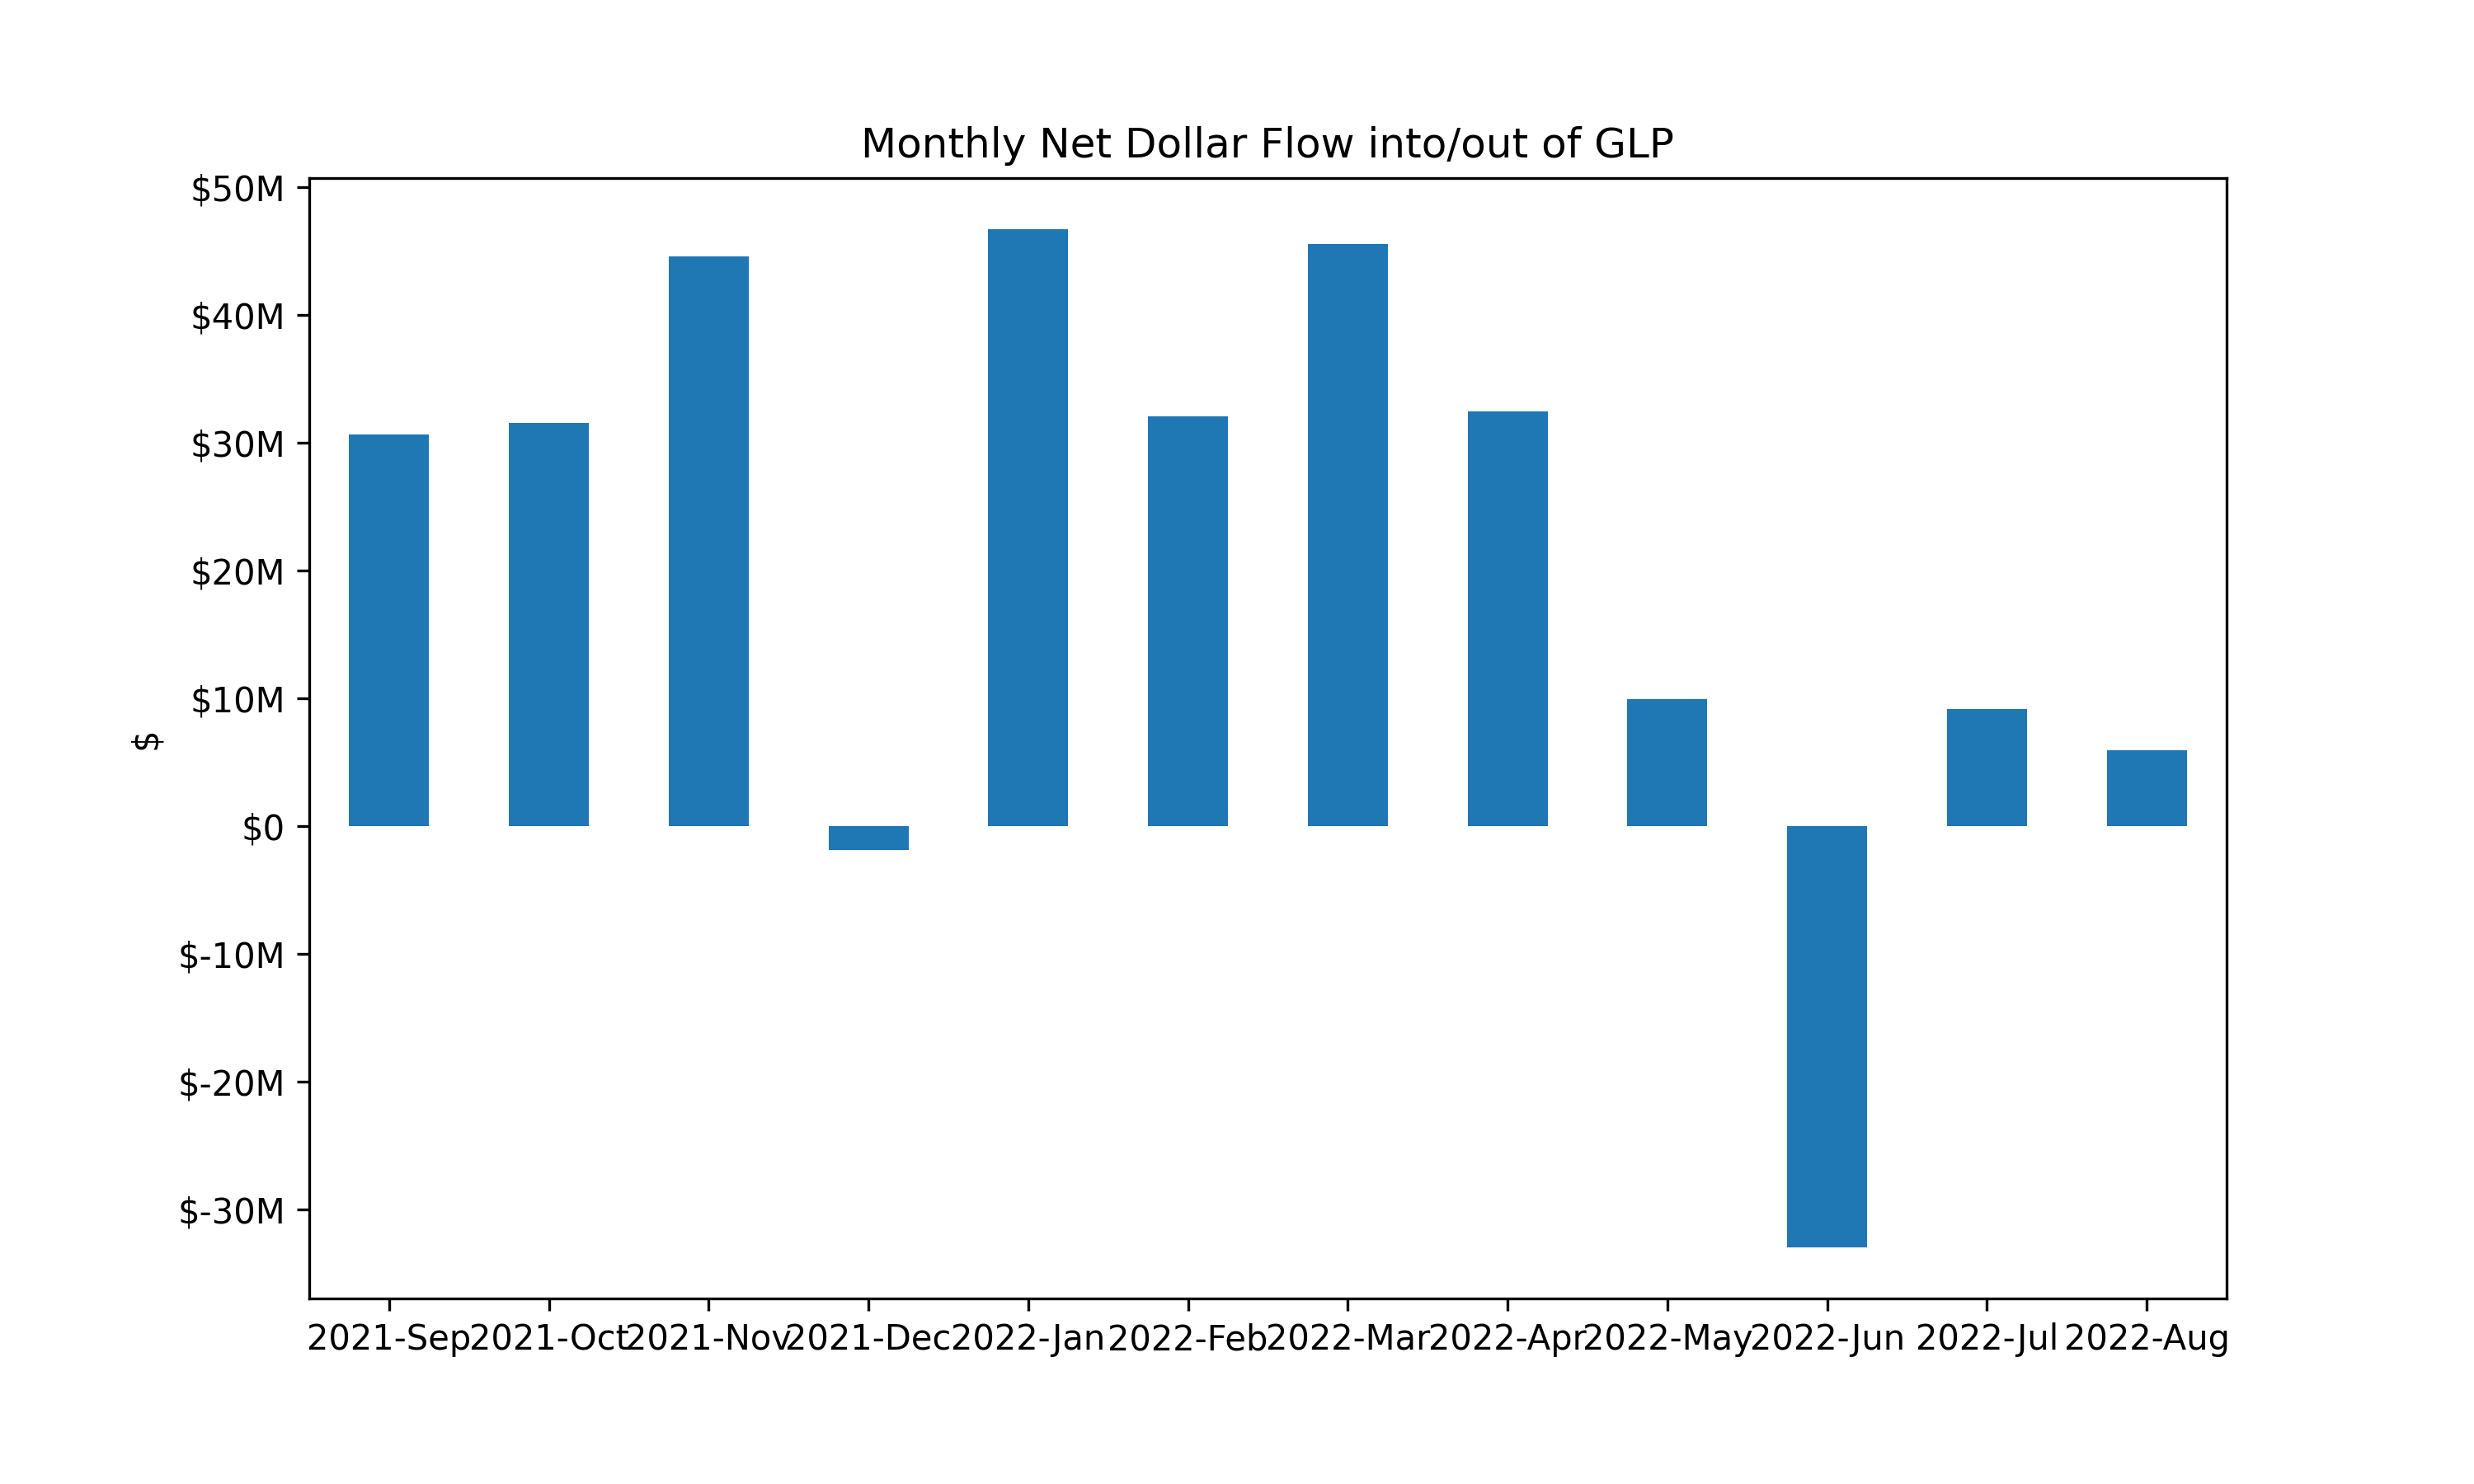 Monthly Net Dollar Flow into/out of GLP
$50M
$40M
$30M
$20M
$10M
$
$0
$-10M
$-20M
$-30M
2021-Sep 2021-Oct 2021-Nov 2021-Dec 2022-Jan 2022-Feb 2022-Mar 2022-Apr 2022-May 2022-Jun 2022-Jul 2022-Aug